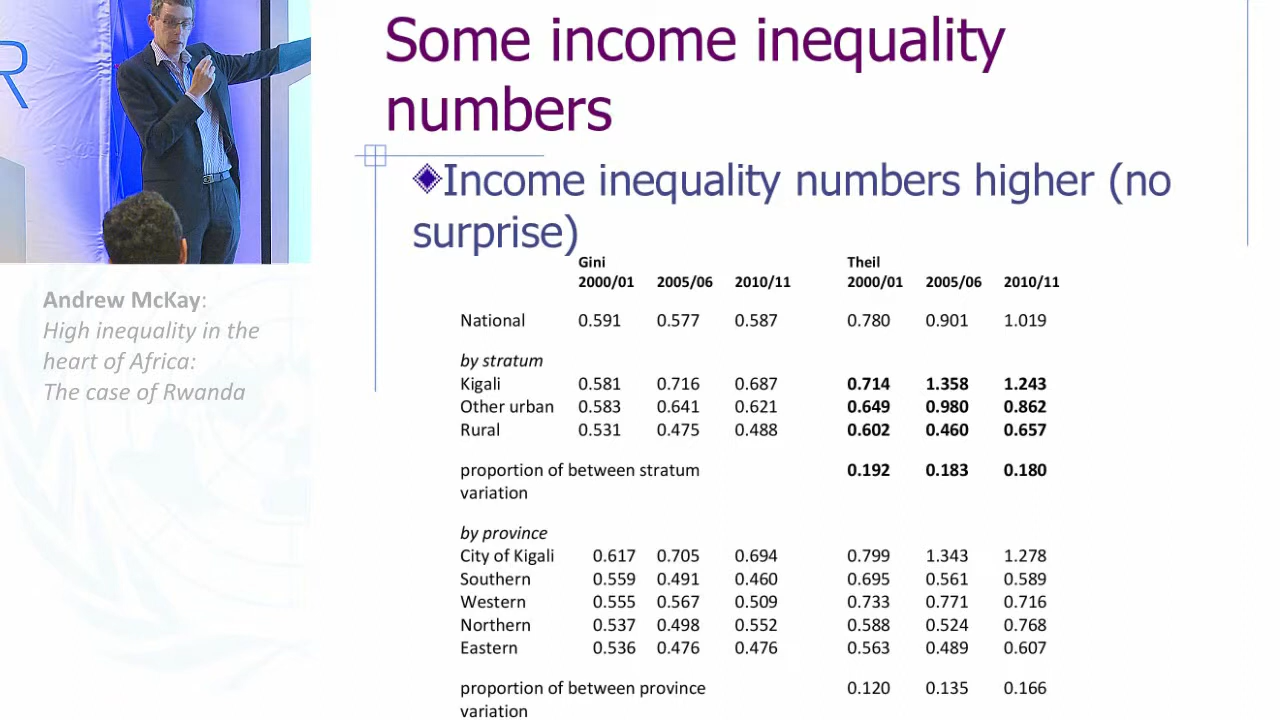 R
Some income inequality
numbers
Income inequality numbers higher (no
surprise)
Andrew McKay:
High inequality in the
heart of Africa:
The case of Rwanda
Gini Theil
2000/01 2005/06 2010/11 2000/01 2005/06 2010/11
National 0.591 0.577 0.587 0.780 0.901 1.019
by stratum
Kigali 0.581 0.716 0.687 0.714 1.358 1.243
Other urban 0.583 0.641 0.621 0.649 0.980 0.862
Rural 0.531 0.475 0.488 0.602 0.460 0.657
proportion of between stratum 0.192 0.183 0.180
variation
by province
City of Kigali 0.617 0.705 0.694 0.799 1.343 1.278
Southern 0.559 0.491 0.460 0.695 0.561 0.589
Western 0.555 0.567 0.509 0.733 0.771 0.716
Northern 0.537 0.498 0.552 0.588 0.524 0.768
Eastern 0.536 0.476 0.476 0.563 0.489 0.607
proportion of between province 0.120 0.135 0.166
variation